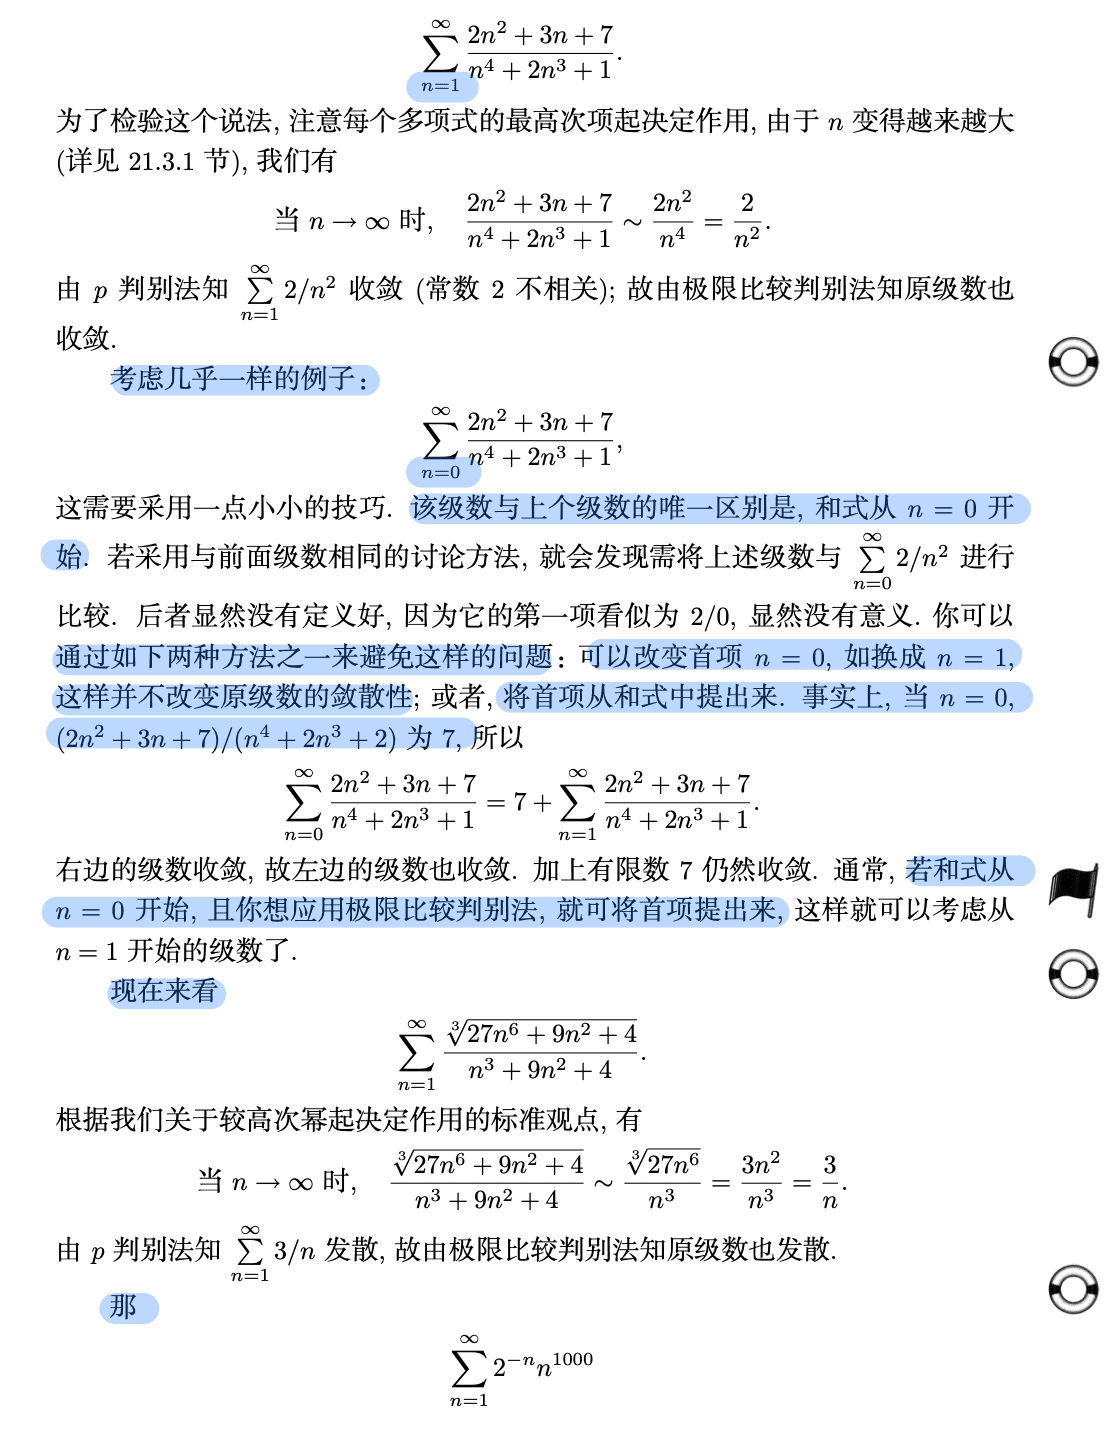 $$\sum_{n=1}^{\infty} \frac{2n^2 + 3n + 7}{n^4 + 2n^3 + 1}.$$
为了检验这个说法, 注意每个多项式的最高次项起决定作用, 由于 $n$ 变得越来越大
(详见 21.3.1 节), 我们有
$$当 n \to \infty 时, \quad \frac{2n^2 + 3n + 7}{n^4 + 2n^3 + 1} \sim \frac{2n^2}{n^4} = \frac{2}{n^2}.$$
由 $p$ 判别法知 $\sum_{n=1}^{\infty} 2/n^2$ 收敛 (常数 2 不相关); 故由极限比较判别法知原级数也
收敛.
考虑几乎一样的例子:
$$\sum_{n=0}^{\infty} \frac{2n^2 + 3n + 7}{n^4 + 2n^3 + 1},$$
这需要采用一点小小的技巧. 该级数与上个级数的唯一区别是, 和式从 $n = 0$ 开
始. 若采用与前面级数相同的讨论方法, 就会发现需将上述级数与 $\sum_{n=0}^{\infty} 2/n^2$ 进行
比较. 后者显然没有定义好, 因为它的第一项看似为 2/0, 显然没有意义. 你可以
通过如下两种方法之一来避免这样的问题: 可以改变首项 $n = 0$, 如换成 $n = 1$,
这样并不改变原级数的敛散性; 或者, 将首项从和式中提出来. 事实上, 当 $n = 0$,
$(2n^2 + 3n + 7)/(n^4 + 2n^3 + 2)$ 为 7, 所以
$$\sum_{n=0}^{\infty} \frac{2n^2 + 3n + 7}{n^4 + 2n^3 + 1} = 7 + \sum_{n=1}^{\infty} \frac{2n^2 + 3n + 7}{n^4 + 2n^3 + 1}.$$
右边的级数收敛, 故左边的级数也收敛. 加上有限数 7 仍然收敛. 通常, 若和式从
$n = 0$ 开始, 且你想应用极限比较判别法, 就可将首项提出来, 这样就可以考虑从
$n = 1$ 开始的级数了.
现在来看
$$\sum_{n=1}^{\infty} \frac{\sqrt[3]{27n^6 + 9n^2 + 4}}{n^3 + 9n^2 + 4}.$$
根据我们关于较高次幂起决定作用的标准观点, 有
$$当 n \to \infty 时, \quad \frac{\sqrt[3]{27n^6 + 9n^2 + 4}}{n^3 + 9n^2 + 4} \sim \frac{\sqrt[3]{27n^6}}{n^3} = \frac{3n^2}{n^3} = \frac{3}{n}.$$
由 $p$ 判别法知 $\sum_{n=1}^{\infty} 3/n$ 发散, 故由极限比较判别法知原级数也发散.
那
$$\sum_{n=1}^{\infty} 2^{-n} n^{1000}$$